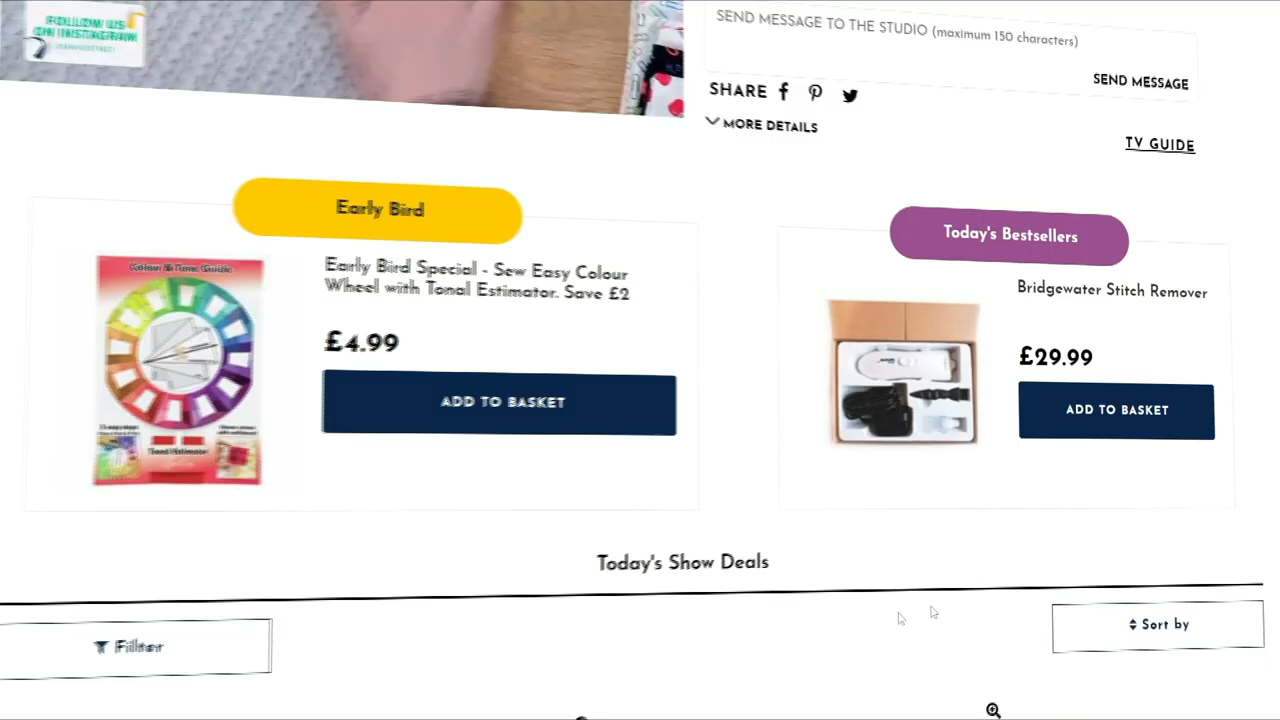 FOLLOW US
ON INSTAGRAM
SEND MESSAGE TO THE STUDIO (maximum 150 characters)
SEND MESSAGE
SHARE
MORE DETAILS
TV GUIDE
Early Bird
Today's Bestsellers
Colour & Tone Guide
Early Bird Special - Sew Easy Colour
Wheel with Tonal Estimator. Save £2
£4.99
ADD TO BASKET
Tonal Estimator
Bridgewater Stitch Remover
£29.99
ADD TO BASKET
Today's Show Deals
Filter
Sort by